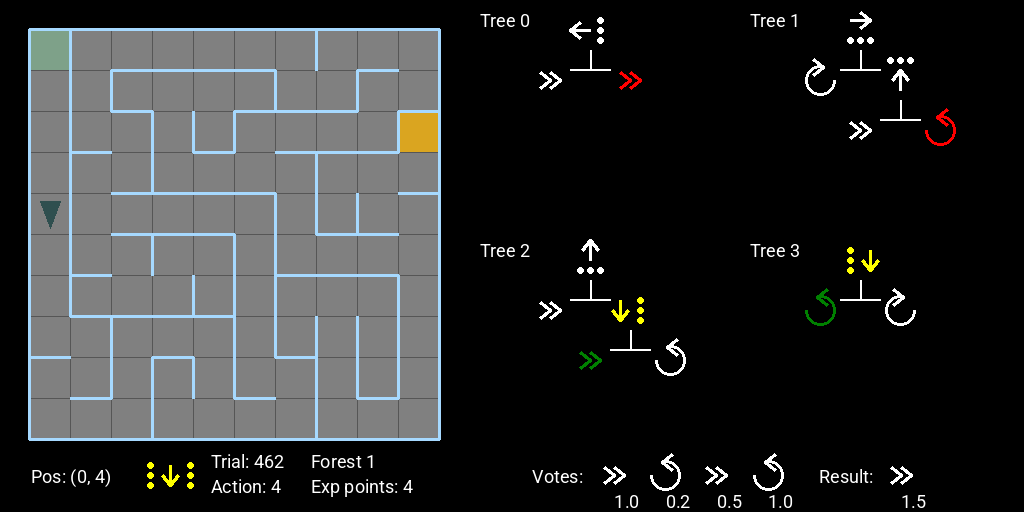 Tree 0
Tree 1
Tree 2
Tree 3
Pos: (0, 4)
Trial: 462
Action: 4
Forest 1
Exp points: 4
Votes:
1.0
0.2
0.5
1.0
Result:
1.5